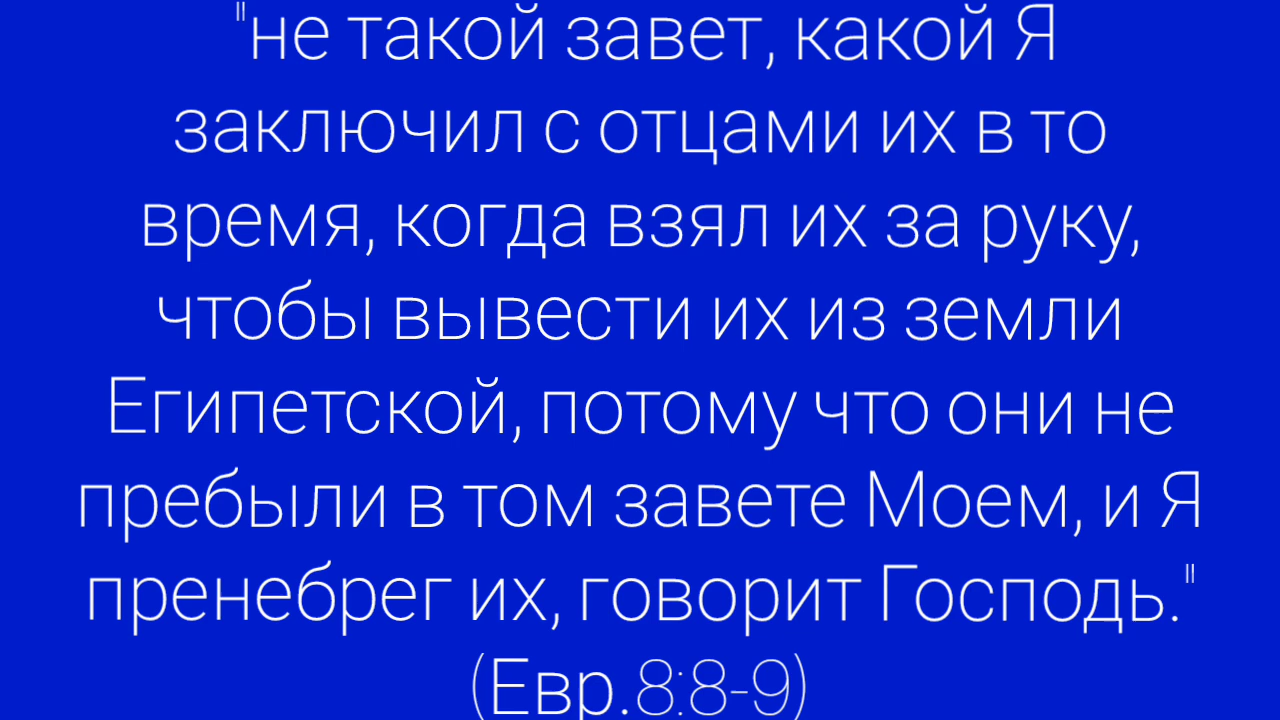 "не такой завет, какой Я
заключил с отцами их в то
время, когда взял их за руку,
чтобы вывести их из земли
Египетской, потому что они не
пребыли в том завете Моем, и Я
пренебрег их, говорит Господь."
(Евр.8:8-9)